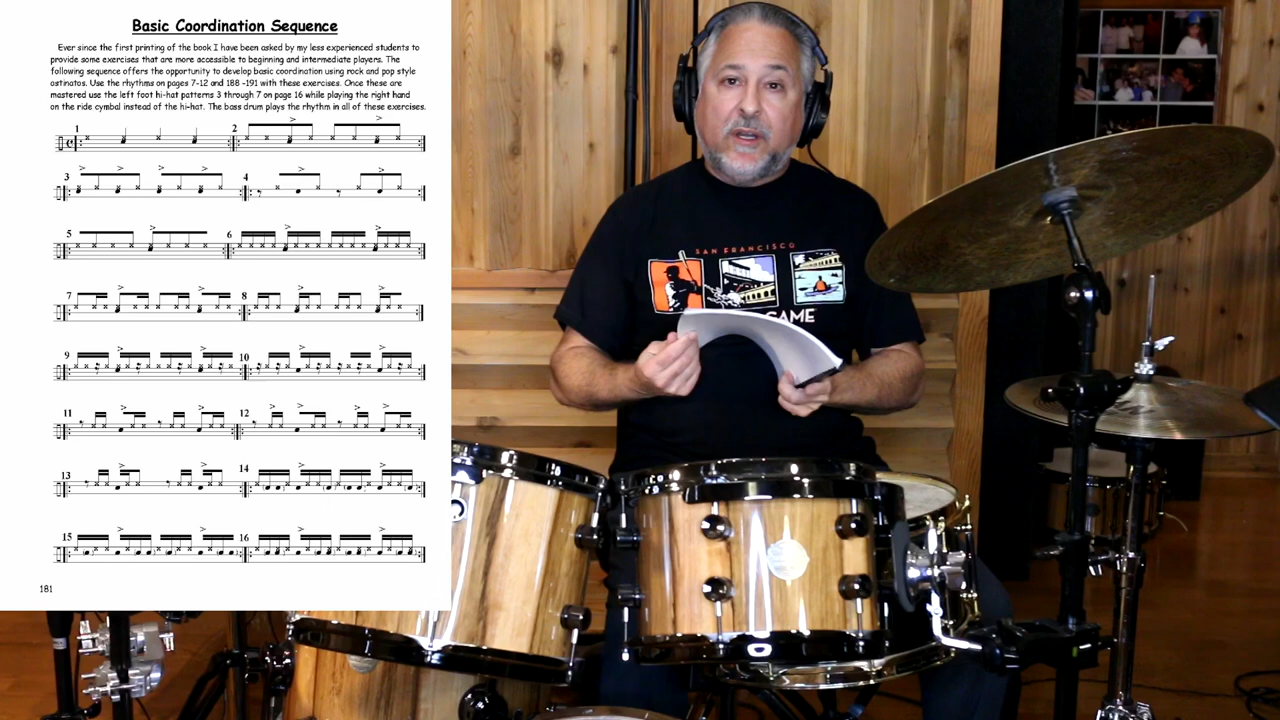 Basic Coordination Sequence
Ever since the first printing of the book I have been asked by my less experienced students to
provide some exercises that are more accessible to beginning and intermediate players. The
following sequence offers the opportunity to develop basic coordination using rock and pop style
ostinatos. Use the rhythms on pages 7-12 and 188 -191 with these exercises. Once these are
mastered use the left foot hi-hat patterns 3 through 7 on page 16 while playing the right hand
on the ride cymbal instead of the hi-hat. The bass drum plays the rhythm in all of these exercises.
1 2
3 4
5 6
7 8
9 10
11 12
13 14
15 16
181
SAN FRANCISCO
GAME